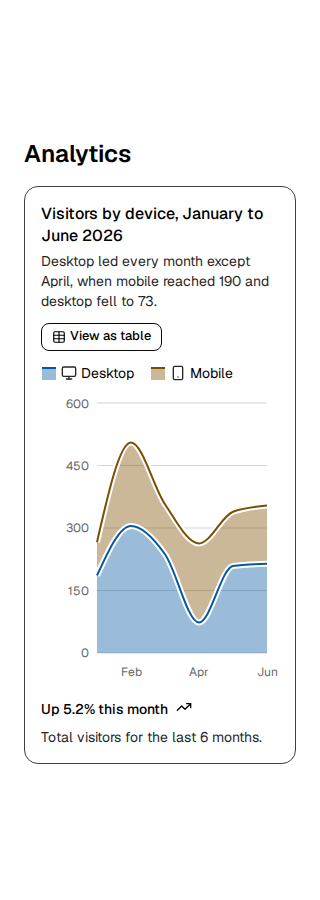 Analytics
Visitors by device, January to
June 2026
Desktop led every month except
April, when mobile reached 190 and
desktop fell to 73.
View as table
Desktop Mobile
600
450
300
150
0
Feb Apr Jun
Up 5.2% this month
Total visitors for the last 6 months.